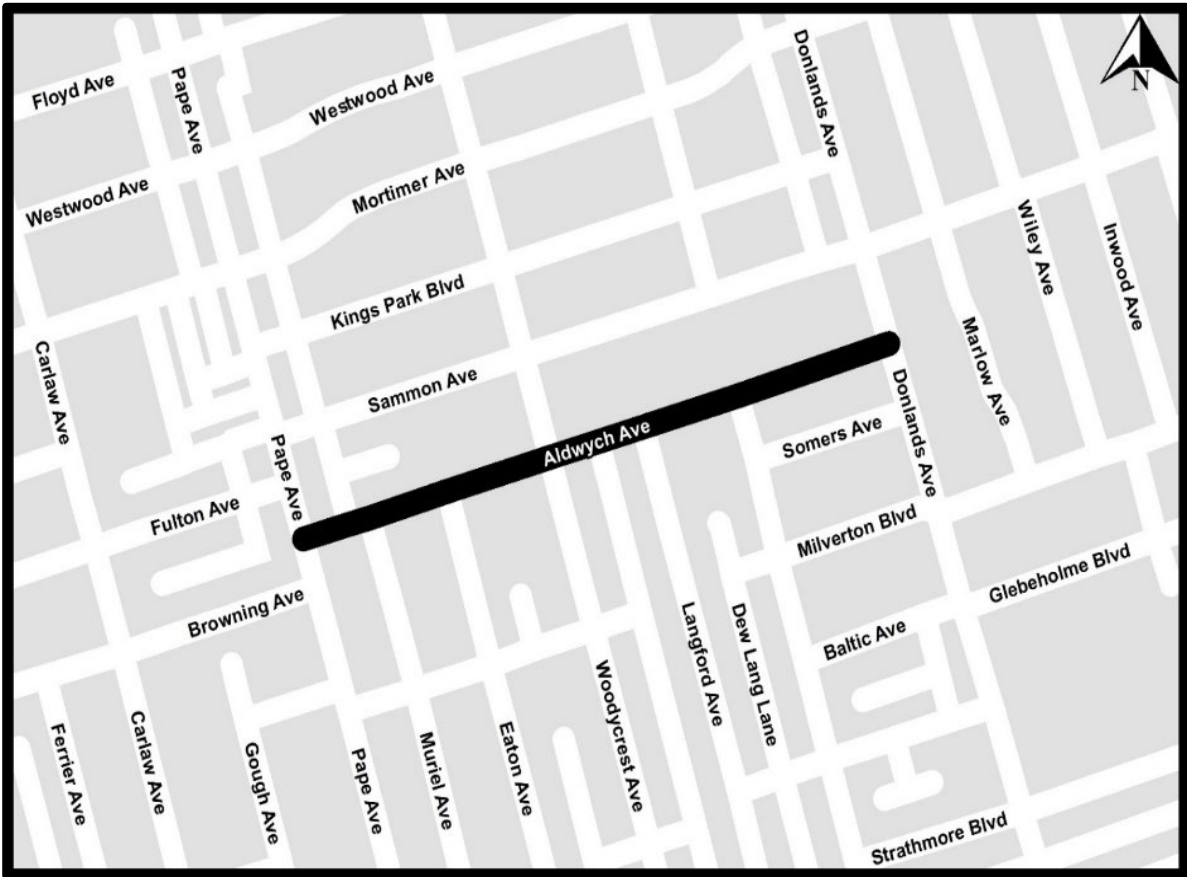 Floyd Ave
Pape Ave
Westwood Ave
Donlands Ave
N
Westwood Ave
Mortimer Ave
Wiley Ave
Inwood Ave
Kings Park Blvd
Marlow Ave
Carlaw Ave
Sammon Ave
Donlands Ave
Aldwych Ave
Somers Ave
Pape Ave
Fulton Ave
Milverton Blvd
Glebeholme Blvd
Browning Ave
Langford Ave
Dew Lang Lane
Baltic Ave
Woodycrest Ave
Ferrier Ave
Carlaw Ave
Gough Ave
Pape Ave
Muriel Ave
Eaton Ave
Strathmore Blvd